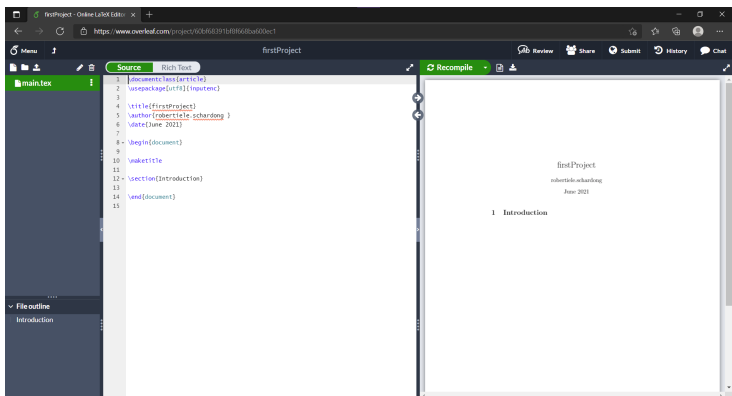 firstProject - Online LaTeX Editor
https://www.overleaf.com/project/60bf68391bf8f668ba600ec1
Menu
firstProject
Review
Share
Submit
History
Chat
Source
Rich Text
Recompile
main.tex
1 \documentclass{article}
2 \usepackage[utf8]{inputenc}
3
4 \title{firstProject}
5 \author{robertiele.schardong }
6 \date{June 2021}
7
8 \begin{document}
9
10 \maketitle
11
12 \section{Introduction}
13
14 \end{document}
15
File outline
Introduction
firstProject
robertiele.schardong
June 2021
1 Introduction